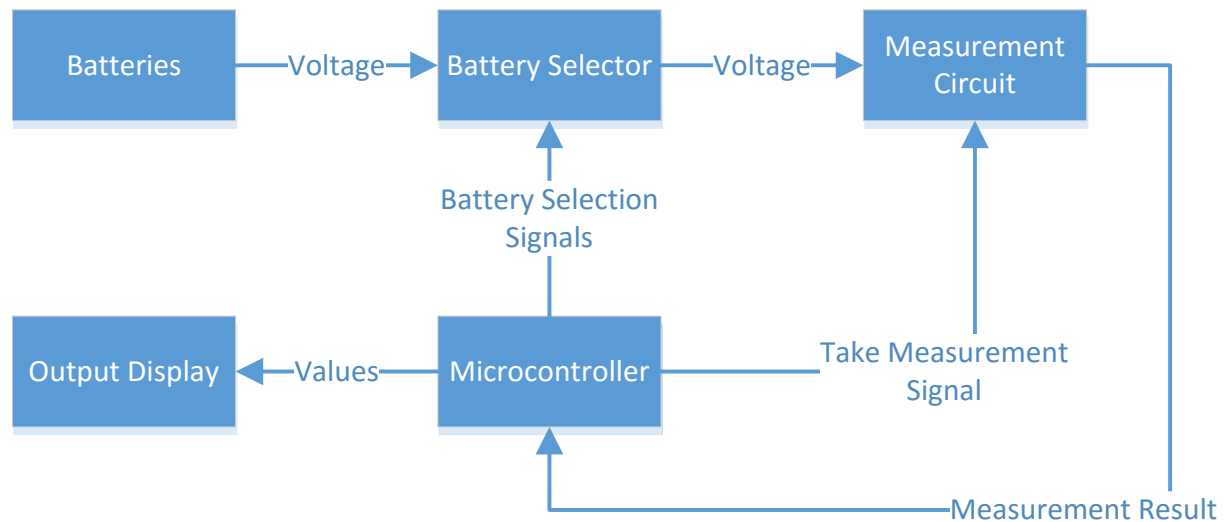 Batteries
Voltage
Battery Selector
Voltage
Measurement
Circuit
Battery Selection
Signals
Output Display
Values
Microcontroller
Take Measurement
Signal
Measurement Result